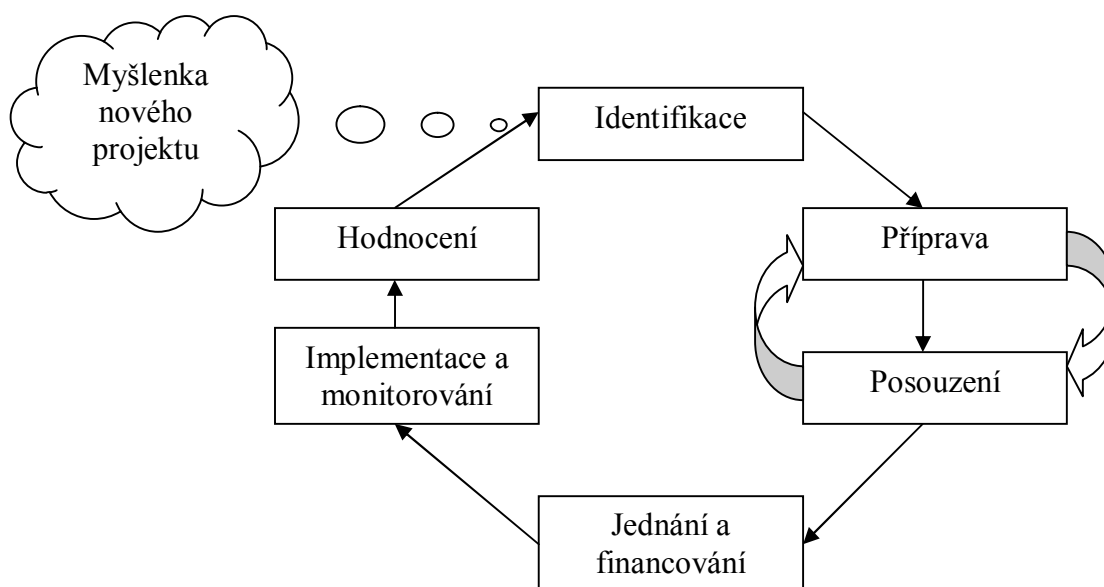 Myšlenka
nového
projektu
Identifikace
Příprava
Posouzení
Jednání a
financování
Implementace a
monitorování
Hodnocení